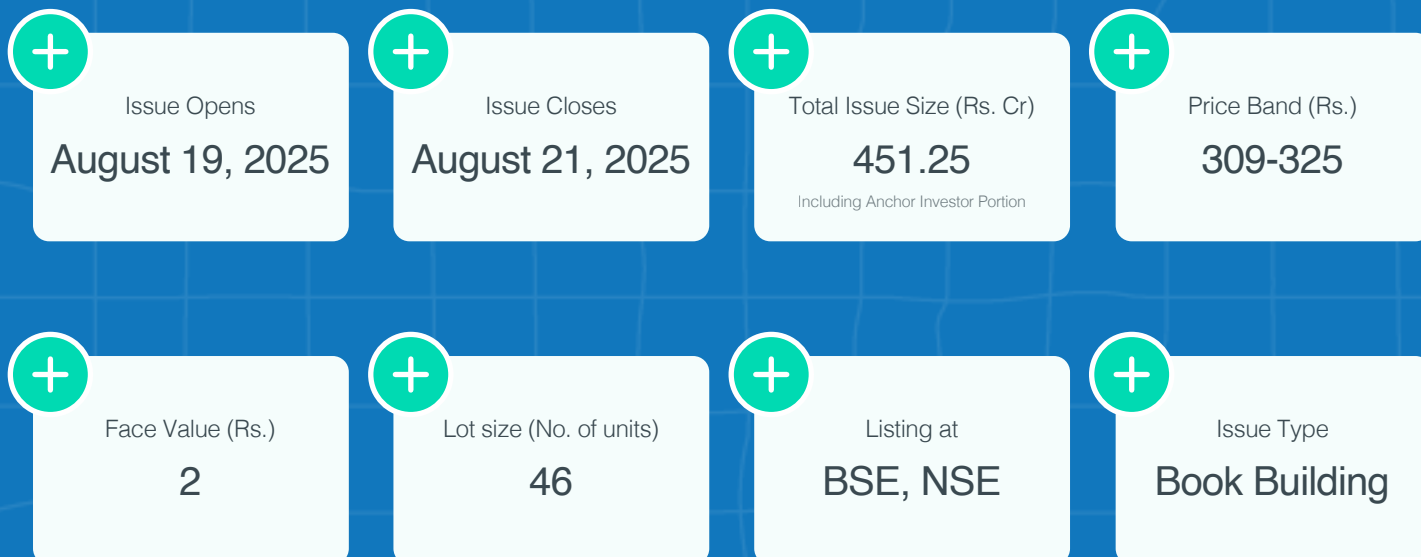 Issue Opens
August 19, 2025
Issue Closes
August 21, 2025
Total Issue Size (Rs. Cr)
451.25
Including Anchor Investor Portion
Price Band (Rs.)
309-325
Face Value (Rs.)
2
Lot size (No. of units)
46
Listing at
BSE, NSE
Issue Type
Book Building